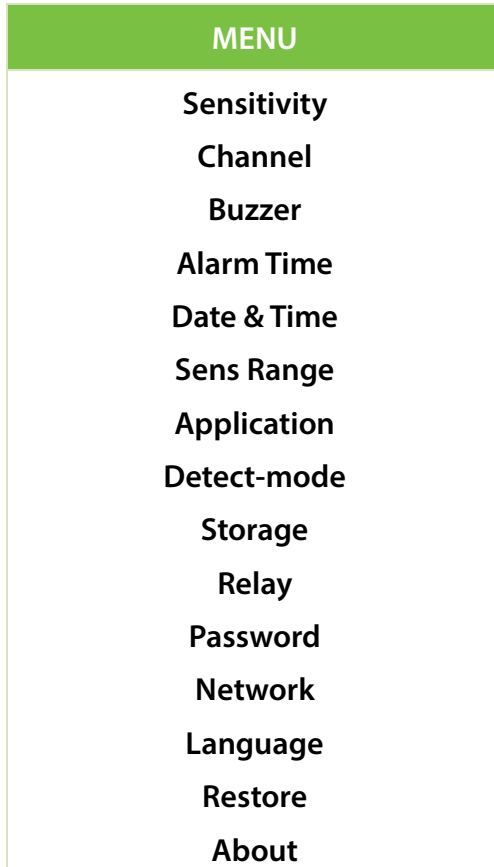 MENU
Sensitivity
Channel
Buzzer
Alarm Time
Date & Time
Sens Range
Application
Detect-mode
Storage
Relay
Password
Network
Language
Restore
About